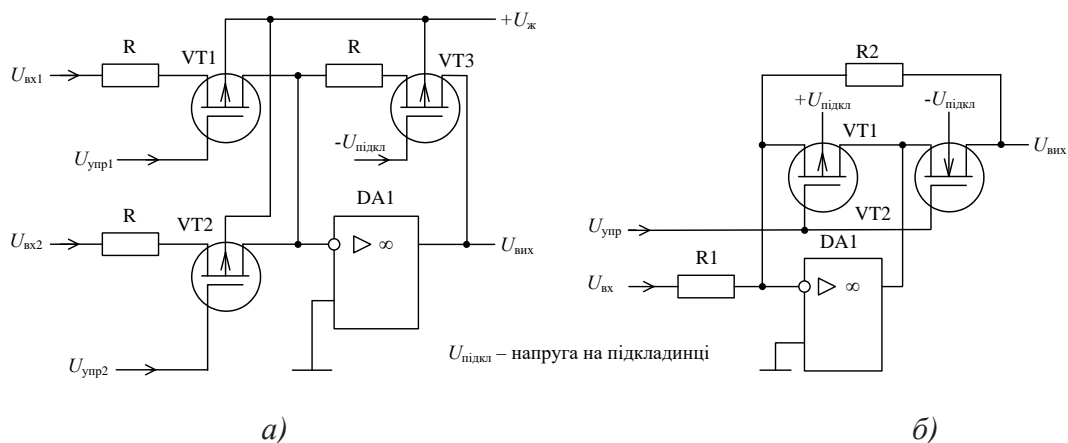 +Uж
R
VT1
R
VT3
Uвх1
Uупр1
-Uпідкл
R
VT2
DA1
Uвх2
▷ ∞
Uвих
Uупр2
Uпідкл – напруга на підкладинці
а)
R2
+Uпідкл
-Uпідкл
VT1
Uвих
VT2
Uупр
DA1
R1
Uвх
▷ ∞
б)